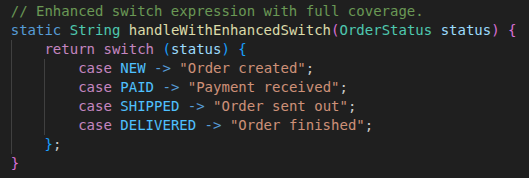 // Enhanced switch expression with full coverage.
static String handleWithEnhancedSwitch(OrderStatus status) {
    return switch (status) {
        case NEW -> "Order created";
        case PAID -> "Payment received";
        case SHIPPED -> "Order sent out";
        case DELIVERED -> "Order finished";
    };
}